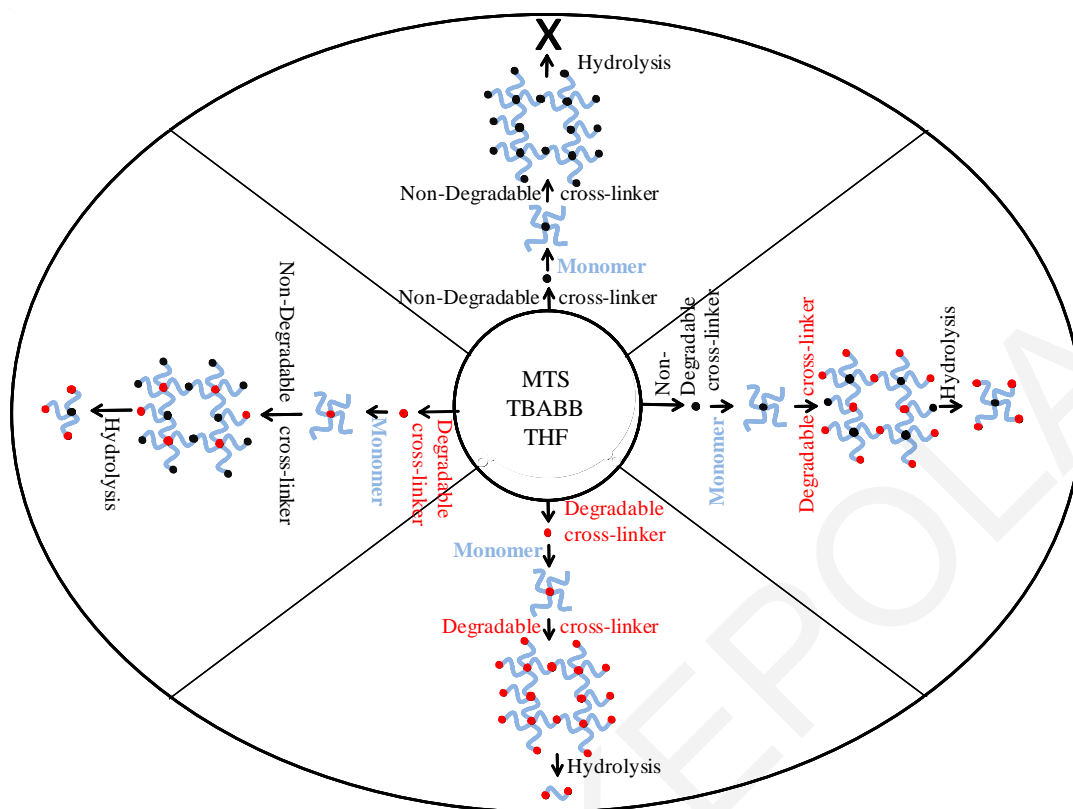 X
Hydrolysis
Non-Degradable cross-linker
Monomer
Non-Degradable cross-linker
MTS
TBABB
THF
Non-
Degradable
cross-linker
Monomer
Degradable cross-linker
Hydrolysis
Degradable
cross-linker
Monomer
Non-Degradable
cross-linker
Hydrolysis
Degradable
cross-linker
Monomer
Degradable cross-linker
Hydrolysis